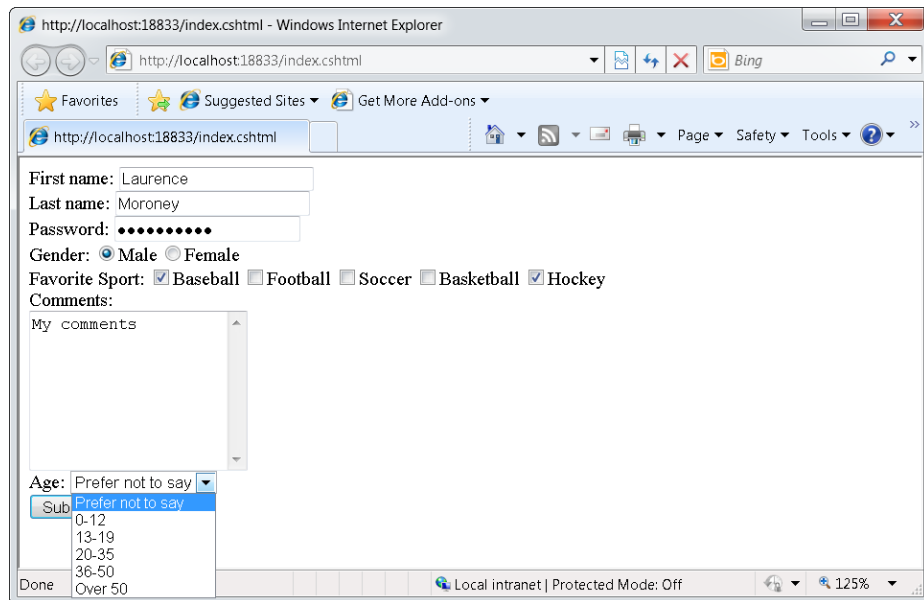 http://localhost:18833/index.cshtml - Windows Internet Explorer
http://localhost:18833/index.cshtml Bing
Favorites Suggested Sites Get More Add-ons
http://localhost:18833/index.cshtml Page Safety Tools
First name: Laurence
Last name: Moroney
Password: ●●●●●●●●●●
Gender: Male Female
Favorite Sport: Baseball Football Soccer Basketball Hockey
Comments:
My comments
Age: Prefer not to say
Sub
Prefer not to say
0-12
13-19
20-35
36-50
Over 50
Done Local intranet | Protected Mode: Off 125%